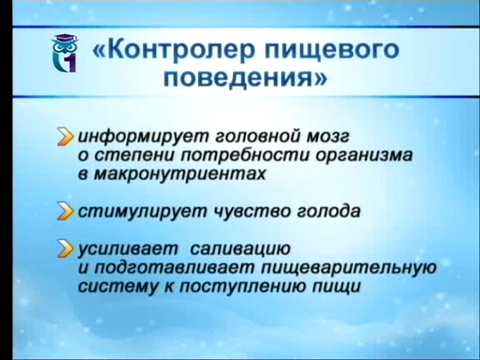 1
«Контролер пищевого
поведения»
информирует головной мозг
о степени потребности организма
в макронутриентах
стимулирует чувство голода
усиливает саливацию
и подготавливает пищеварительную
систему к поступлению пищи